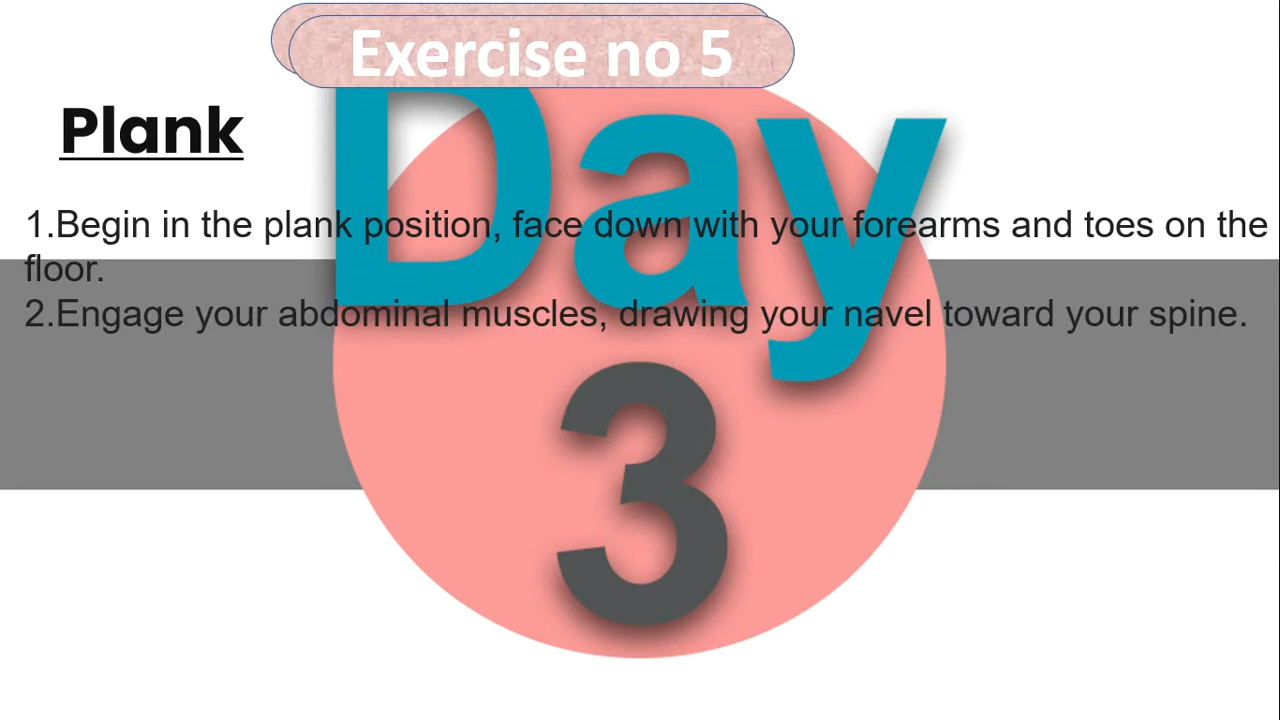 Exercise no 5
Plank
Day
1.Begin in the plank position, face down with your forearms and toes on the
floor.
2.Engage your abdominal muscles, drawing your navel toward your spine.
3